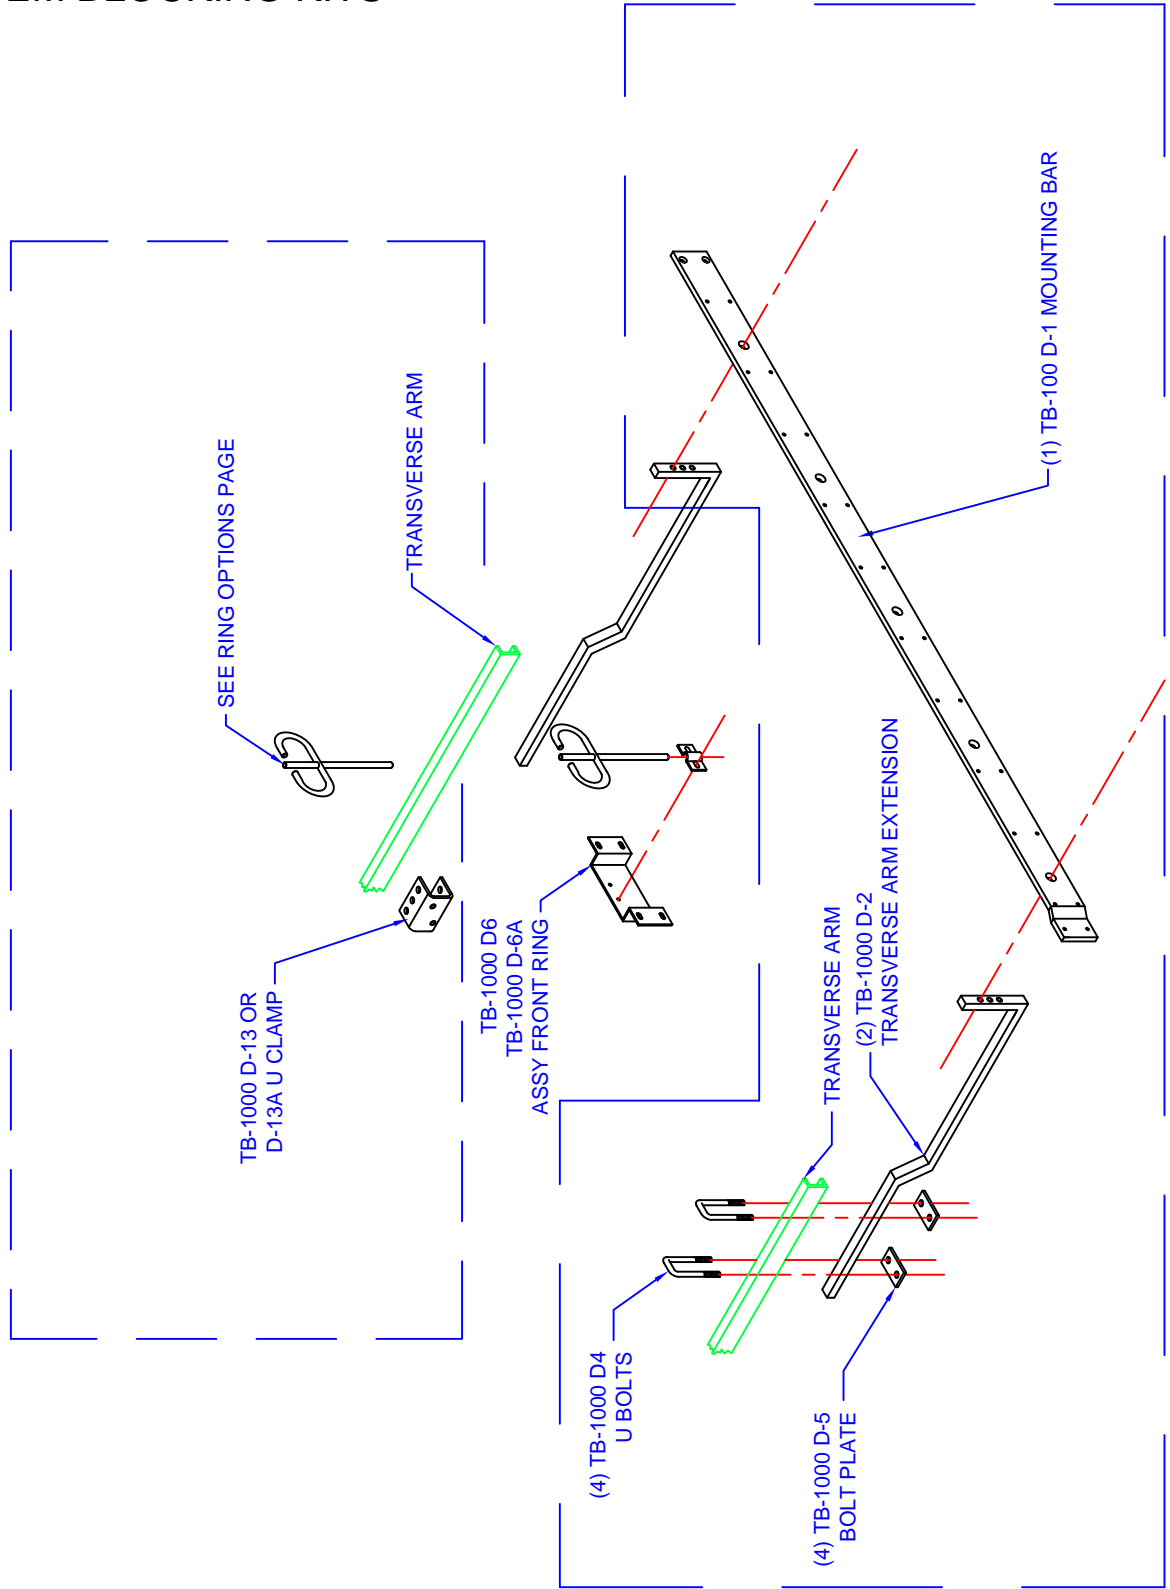 SEE RING OPTIONS PAGE
TRANSVERSE ARM
TB-1000 D-13 OR
D-13A U CLAMP
TB-1000 D6
TB-1000 D-6A
ASSY FRONT RING
(1) TB-100 D-1 MOUNTING BAR
TRANSVERSE ARM
(2) TB-1000 D-2
TRANSVERSE ARM EXTENSION
(4) TB-1000 D4
U BOLTS
(4) TB-1000 D-5
BOLT PLATE